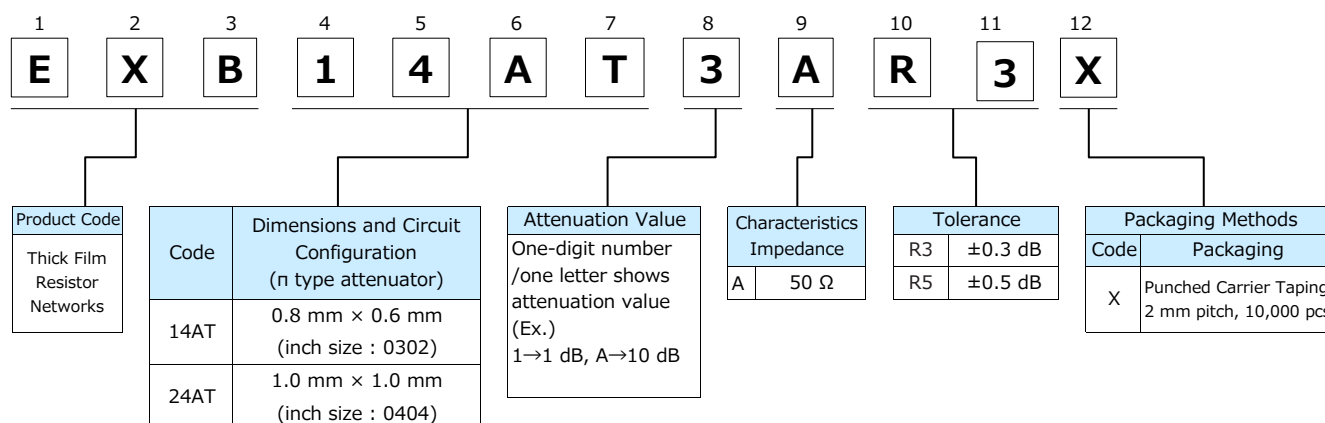 1 2 3 4 5 6 7 8 9 10 11 12
E X B 1 4 A T 3 A R 3 X
Product Code
Thick Film
Resistor
Networks
Code
Dimensions and Circuit
Configuration
(π type attenuator)
14AT
0.8 mm × 0.6 mm
(inch size : 0302)
24AT
1.0 mm × 1.0 mm
(inch size : 0404)
Attenuation Value
One-digit number
/one letter shows
attenuation value
(Ex.)
1→1 dB, A→10 dB
Characteristics
Impedance
A 50 Ω
Tolerance
R3 ±0.3 dB
R5 ±0.5 dB
Packaging Methods
Code Packaging
X
Punched Carrier Taping
2 mm pitch, 10,000 pcs